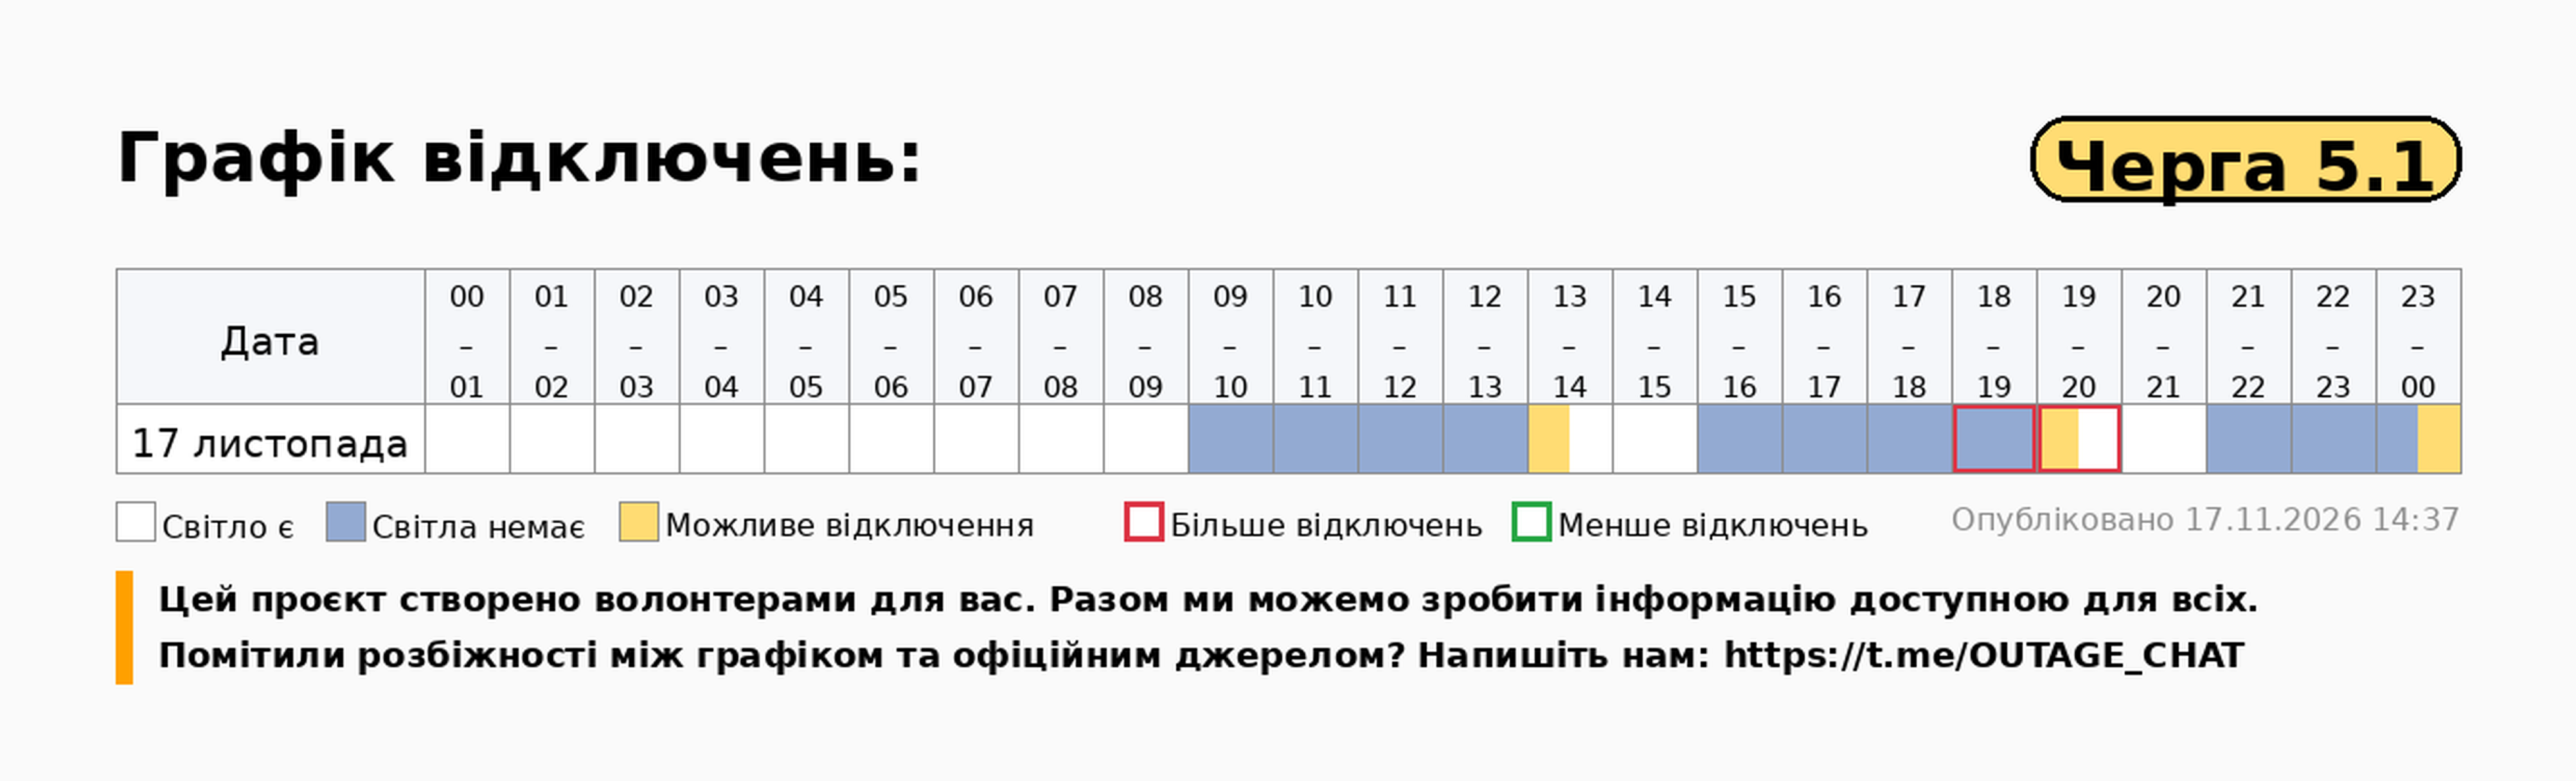 Графік відключень:
Черга 5.1
Дата
00 – 01
01 – 02
02 – 03
03 – 04
04 – 05
05 – 06
06 – 07
07 – 08
08 – 09
09 – 10
10 – 11
11 – 12
12 – 13
13 – 14
14 – 15
15 – 16
16 – 17
17 – 18
18 – 19
19 – 20
20 – 21
21 – 22
22 – 23
23 – 00
17 листопада
Світло є
Світла немає
Можливе відключення
Більше відключень
Менше відключень
Опубліковано 17.11.2026 14:37
Цей проєкт створено волонтерами для вас. Разом ми можемо зробити інформацію доступною для всіх.
Помітили розбіжності між графіком та офіційним джерелом? Напишіть нам: https://t.me/OUTAGE_CHAT